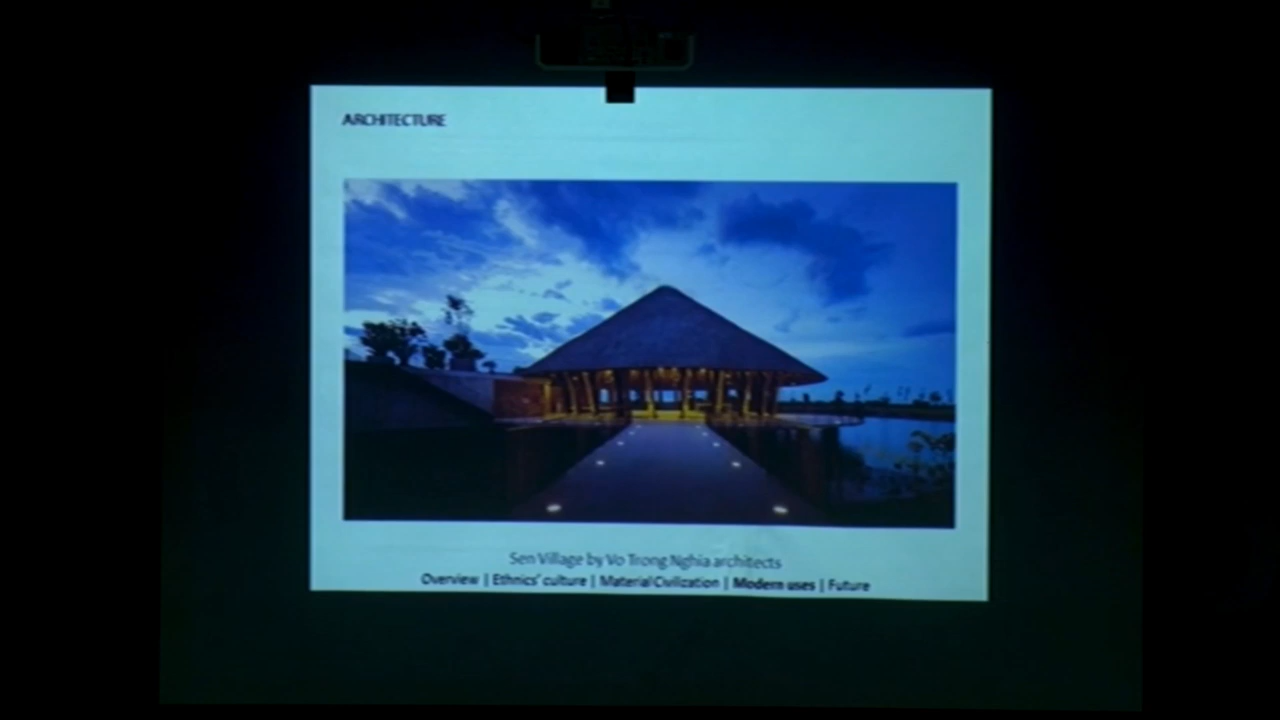 ARCHITECTURE
Sen Village by Vo Trong Nghia architects
Overview | Ethnics' culture | Material Civilization | Modern uses | Future